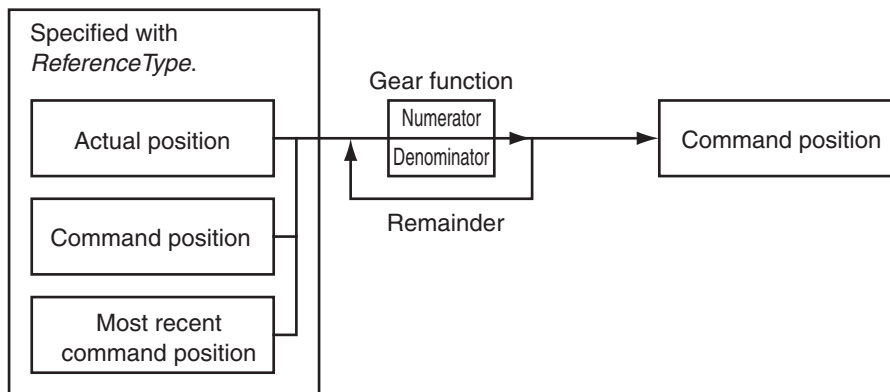 Specified with
ReferenceType.
Actual position
Command position
Most recent
command position
Gear function
Numerator
Denominator
Remainder
Command position